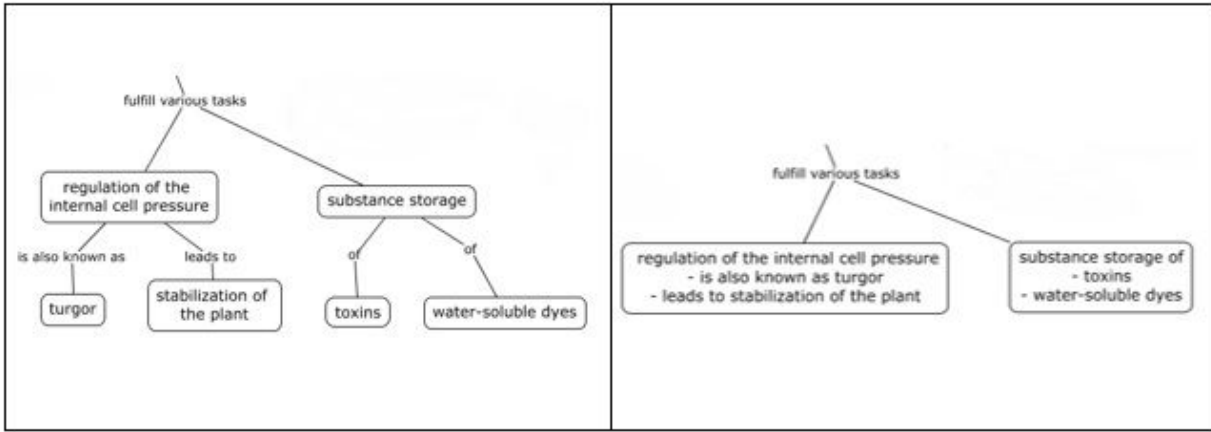 fulfill various tasks
regulation of the
internal cell pressure
substance storage
is also known as
leads to
of
of
turgor
stabilization of
the plant
toxins
water-soluble dyes
fulfill various tasks
regulation of the internal cell pressure
- is also known as turgor
- leads to stabilization of the plant
substance storage of
- toxins
- water-soluble dyes